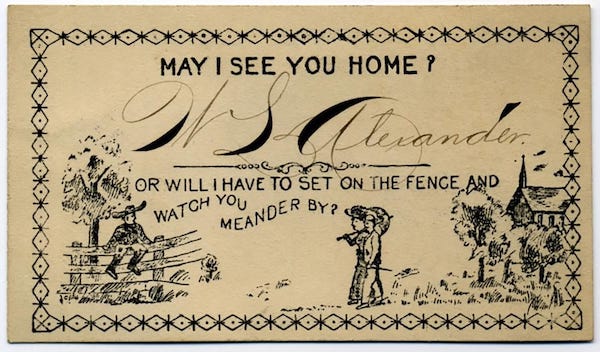 MAY I SEE YOU HOME?
W S Alexander.
OR WILL I HAVE TO SET ON THE FENCE AND
WATCH YOU
MEANDER BY?